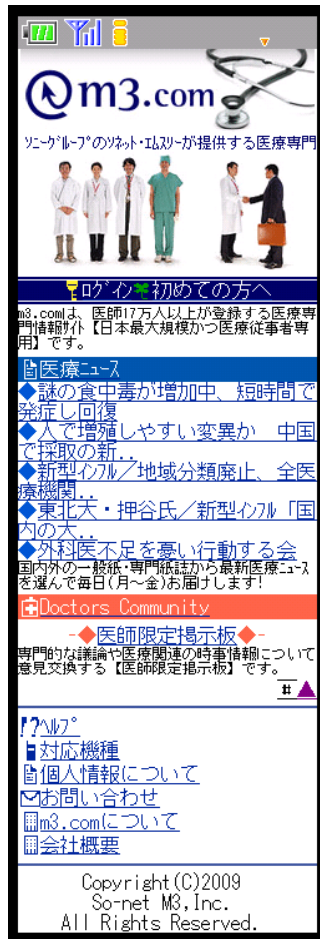 m3.com
ｿﾆｰｸﾞﾙｰﾌﾟのｿﾈｯﾄ･ｴﾑｽﾘｰが提供する医療専門
ﾛｸﾞｲﾝ 初めての方へ
m3.comは、医師17万人以上が登録する医療専
門情報ｻｲﾄ【日本最大規模かつ医療従事者専
用】です。
医療ﾆｭｰｽ
◆謎の食中毒が増加中、短時間で
発症し回復
◆人で増殖しやすい変異か　中国
で採取の新..
◆新型ｲﾝﾌﾙ／地域分類廃止、全医
療機関..
◆東北大・押谷氏／新型ｲﾝﾌﾙ「国
内の大..
◆外科医不足を憂い行動する会
国内外の一般紙･専門紙誌から最新医療ﾆｭｰｽ
を選んで毎日(月～金)お届けします!
Doctors Community
-◆医師限定掲示板◆-
専門的な議論や医療関連の時事情報について
意見交換する【医師限定掲示板】です。
#▲
!?ﾍﾙﾌﾟ
対応機種
個人情報について
お問い合わせ
m3.comについて
会社概要
Copyright(C)2009
So-net M3,Inc.
All Rights Reserved.